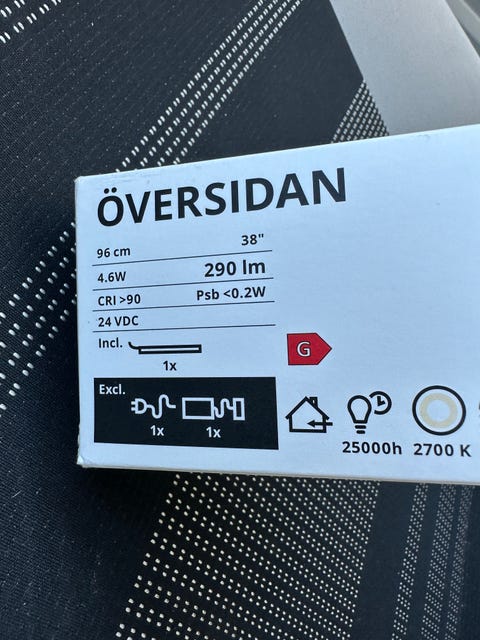 ÖVERSIDAN
96 cm 38"
4.6W 290 lm
CRI >90 Psb <0.2W
24 VDC
Incl.
1x
G
Excl.
1x 1x
25000h 2700 K